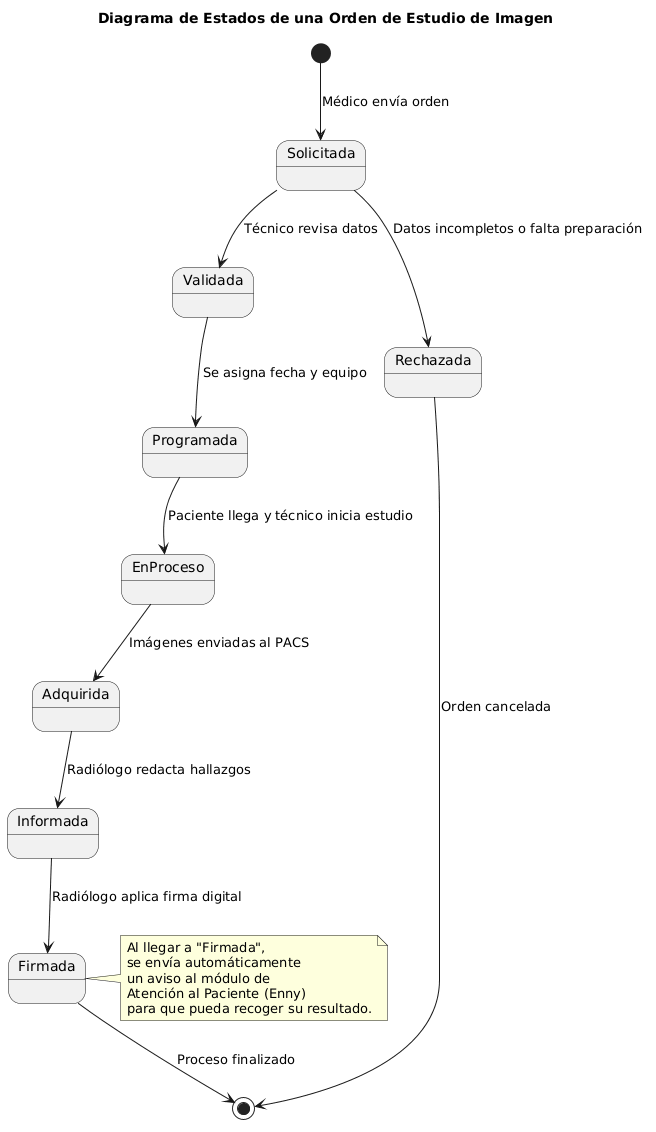 Diagrama de Estados de una Orden de Estudio de Imagen
Médico envía orden
Solicitada
Técnico revisa datos
Datos incompletos o falta preparación
Validada
Rechazada
Se asigna fecha y equipo
Programada
Paciente llega y técnico inicia estudio
EnProceso
Imágenes enviadas al PACS
Adquirida
Orden cancelada
Radiólogo redacta hallazgos
Informada
Radiólogo aplica firma digital
Firmada
Al llegar a "Firmada",
se envía automáticamente
un aviso al módulo de
Atención al Paciente (Enny)
para que pueda recoger su resultado.
Proceso finalizado